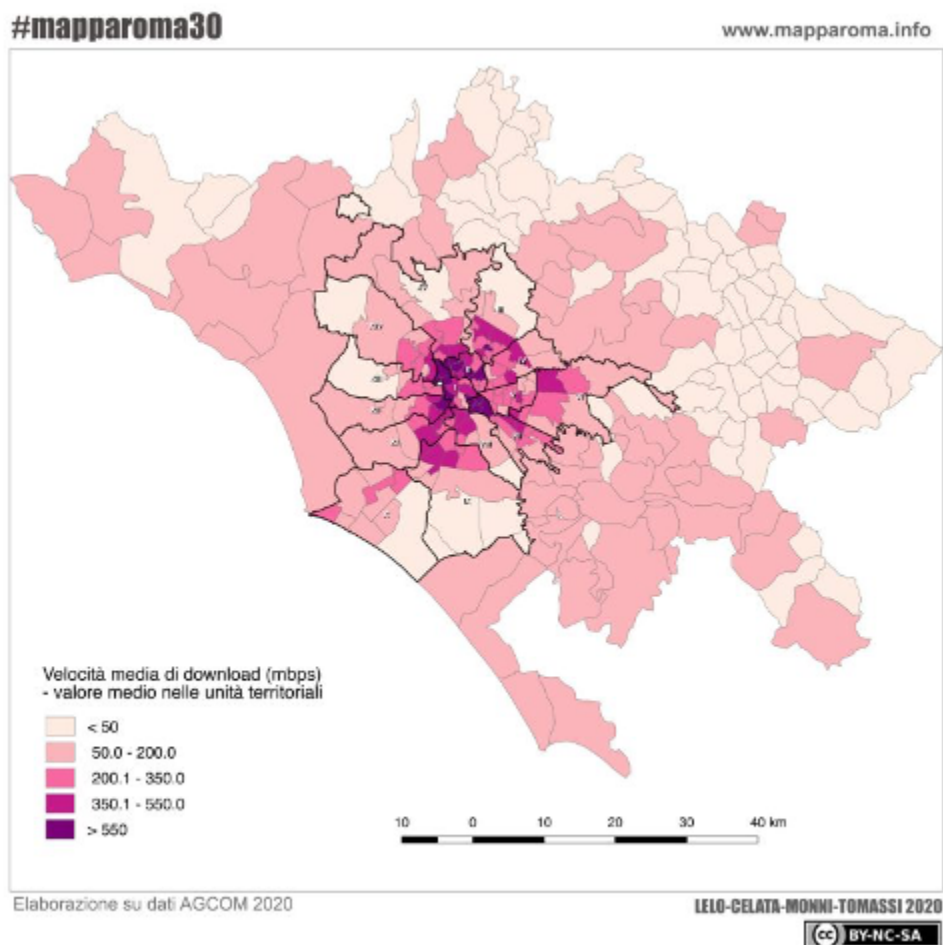 #mapparoma30
www.mapparoma.info
Velocità media di download (mbps)
- valore medio nelle unità territoriali
< 50
50.0 - 200.0
200.1 - 350.0
350.1 - 550.0
> 550
10 0 10 20 30 40 km
Elaborazione su dati AGCOM 2020
LELO-CELATA-MONNI-TOMASSI 2020
cc BY-NC-SA